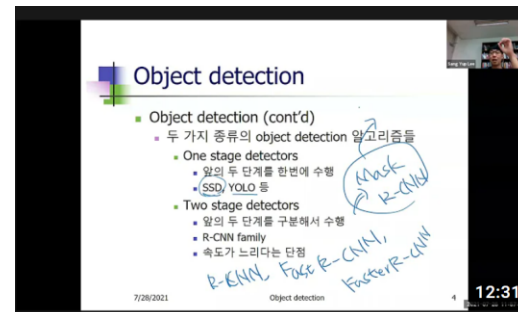 Object detection
Object detection (cont'd)
두 가지 종류의 object detection 알고리즘들
One stage detectors
앞의 두 단계를 한번에 수행
SSD, YOLO 등
Two stage detectors
앞의 두 단계를 구분해서 수행
R-CNN family
속도가 느리다는 단점
Mask
R-CNN
R-CNN, Fast R-CNN,
Faster R-CNN
7/28/2021
Object detection
4
12:31